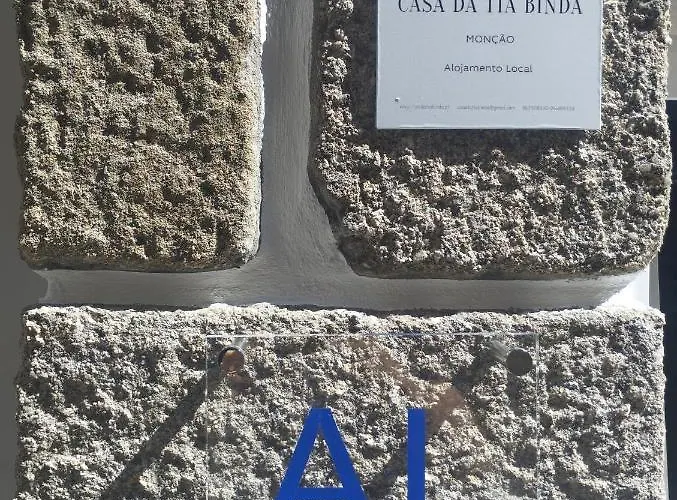 CASA DA TIA BINDA
MONÇÃO
Alojamento Local
AL